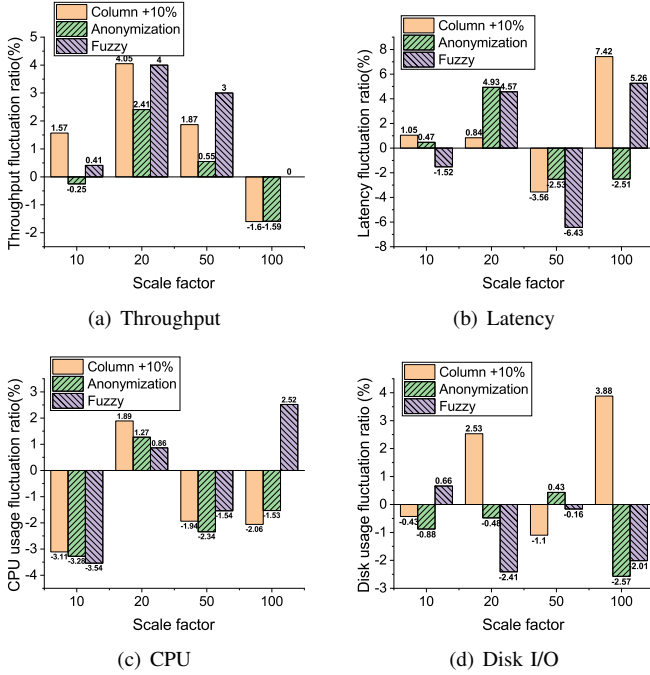 Column +10%
Anonymization
Fuzzy
Throughput fluctuation ratio(%)
5
4
3
2
1
0
-1
-2
1.57
-0.25
0.41
4.05
2.41
4
1.87
0.55
3
-1.6
-1.59
0
10 20 50 100
Scale factor
(a) Throughput
Column +10%
Anonymization
Fuzzy
Latency fluctuation ratio(%)
8
6
4
2
0
-2
-4
-6
-8
1.05
0.47
-1.52
0.84
4.93
4.57
-3.56
-2.53
-6.43
7.42
-2.51
5.26
10 20 50 100
Scale factor
(b) Latency
Column +10%
Anonymization
Fuzzy
CPU usage fluctuation ratio(%)
3
2
1
0
-1
-2
-3
-4
-3.11
-3.28
-3.54
1.89
1.27
0.86
-1.94
-2.34
-1.54
-2.06
-1.53
2.52
10 20 50 100
Scale factor
(c) CPU
Column +10%
Anonymization
Fuzzy
Disk usage fluctuation ratio (%)
4
3
2
1
0
-1
-2
-3
-0.43
-0.88
0.66
2.53
-0.48
-2.41
-1.1
0.43
-0.16
3.88
-2.57
-2.01
10 20 50 100
Scale factor
(d) Disk I/O